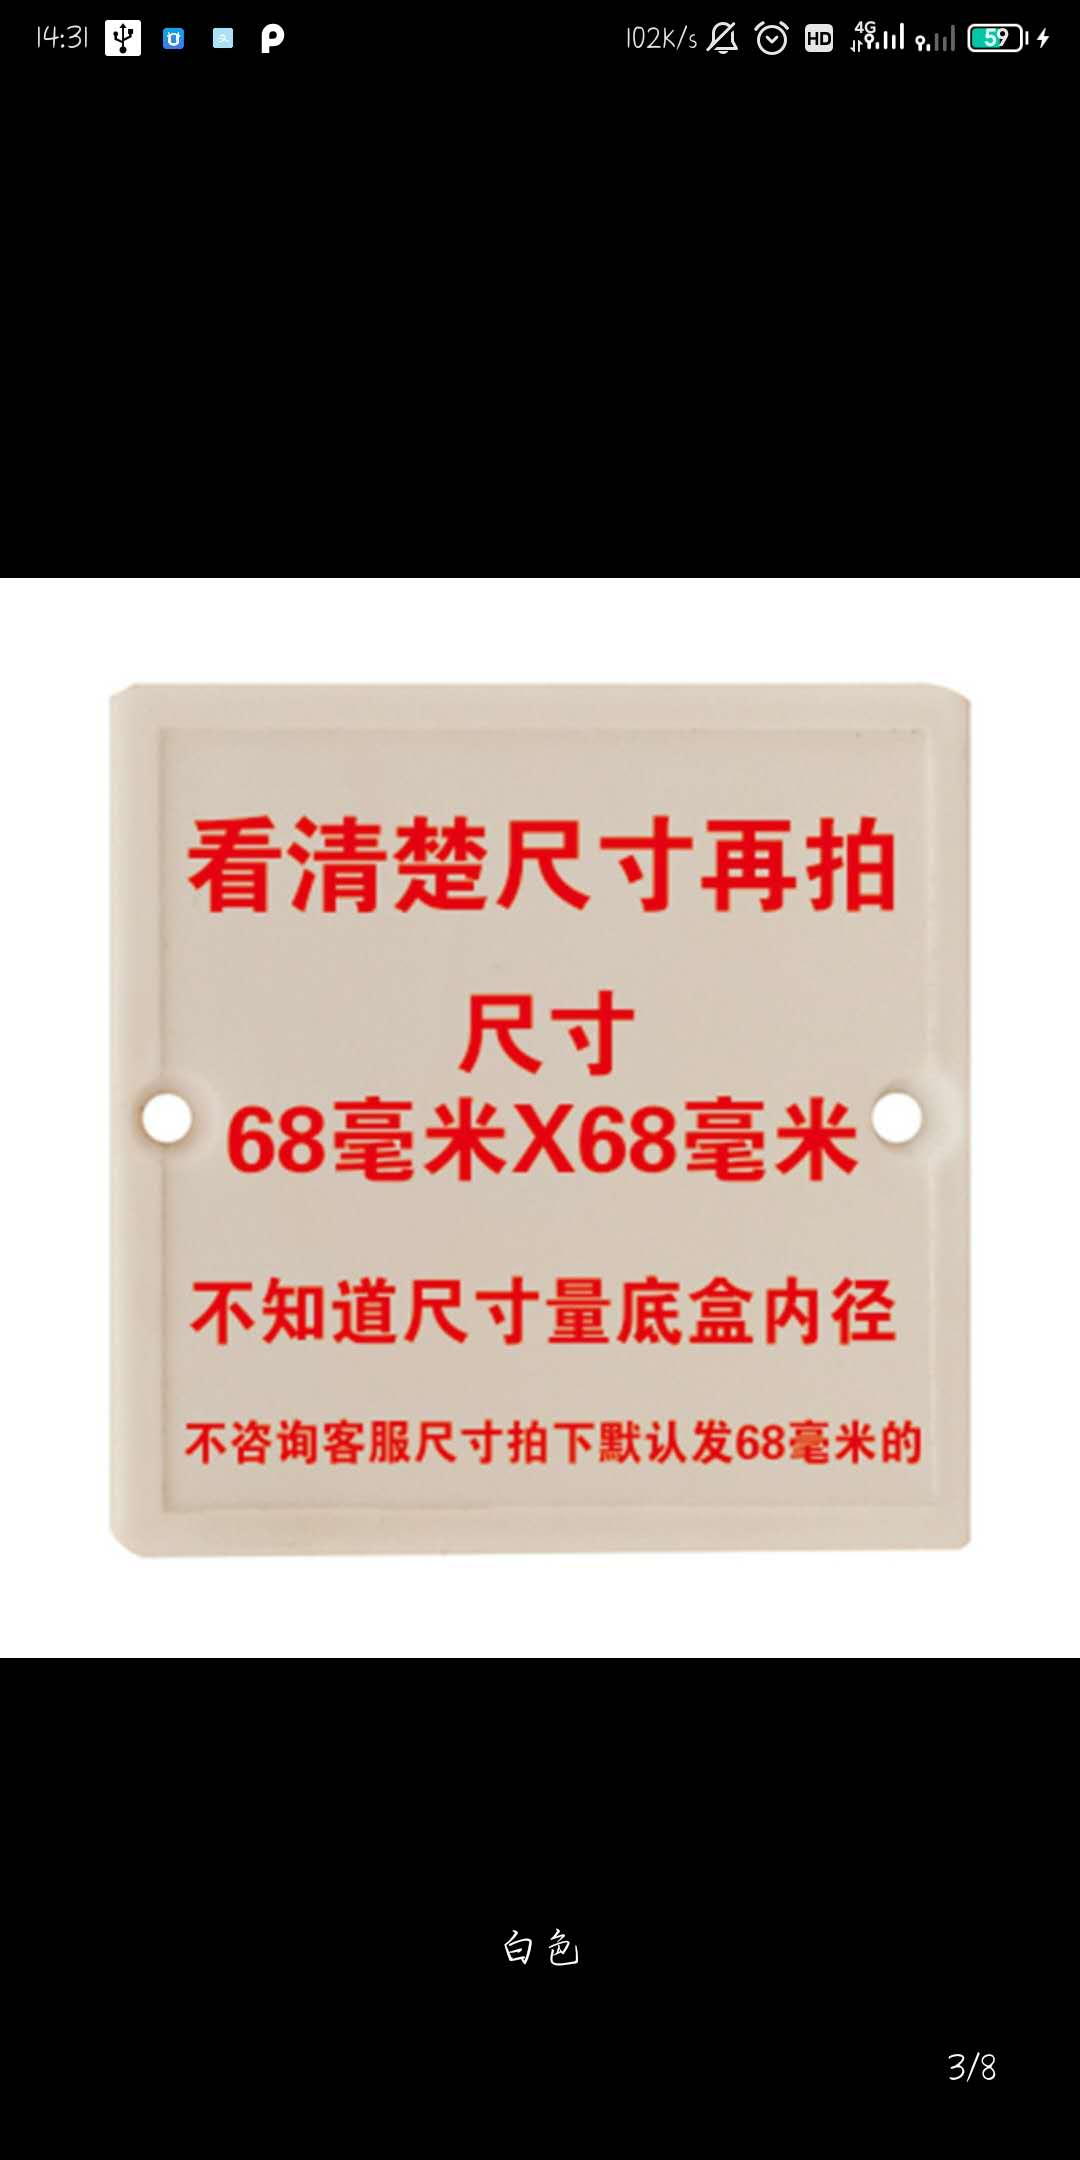 14:31
102K/s HD 4G 59
看清楚尺寸再拍
尺寸
68毫米X68毫米
不知道尺寸量底盒内径
不咨询客服尺寸拍下默认发68毫米的
白色
3/8